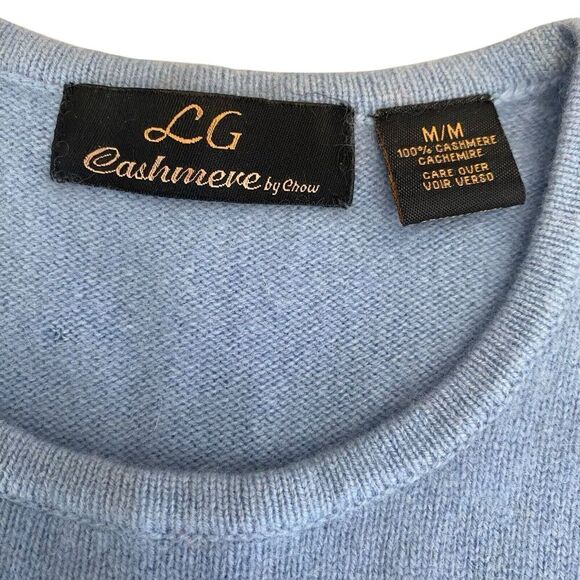 LG
Cashmere by Chow
M/M
100% CASHMERE
CACHEMIRE
CARE OVER
VOIR VERSO